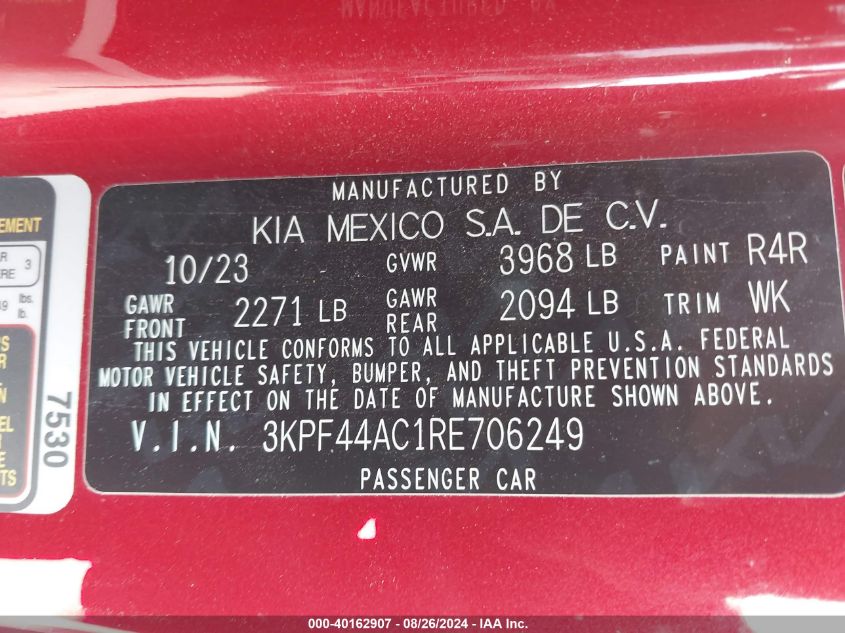 MANUFACTURED BY
KIA MEXICO S.A. DE C.V.
10/23 GVWR 3968 LB PAINT R4R
GAWR FRONT 2271 LB GAWR REAR 2094 LB TRIM WK
THIS VEHICLE CONFORMS TO ALL APPLICABLE U.S.A. FEDERAL
MOTOR VEHICLE SAFETY, BUMPER, AND THEFT PREVENTION STANDARDS
IN EFFECT ON THE DATE OF MANUFACTURE SHOWN ABOVE.
V.I.N. 3KPF44AC1RE706249
PASSENGER CAR
3
lbs.
lb.
7530
000-40162907 - 08/26/2024 - IAA Inc.